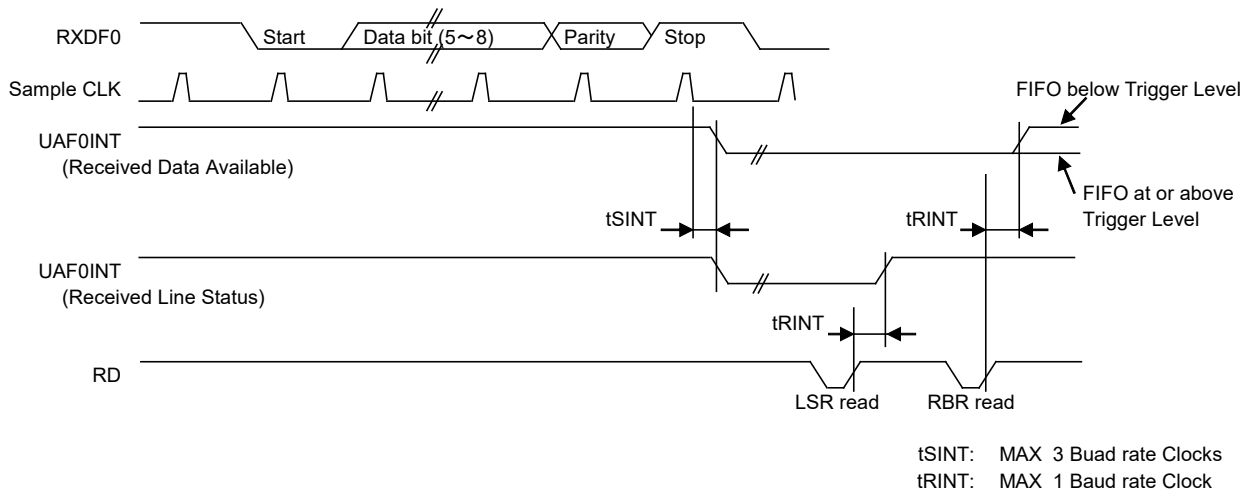 RXDF0
Start
Data bit (5～8)
Parity
Stop
Sample CLK
FIFO below Trigger Level
UAF0INT
(Received Data Available)
FIFO at or above
Trigger Level
tSINT
tRINT
UAF0INT
(Received Line Status)
tRINT
RD
LSR read
RBR read
tSINT: MAX 3 Buad rate Clocks
tRINT: MAX 1 Baud rate Clock